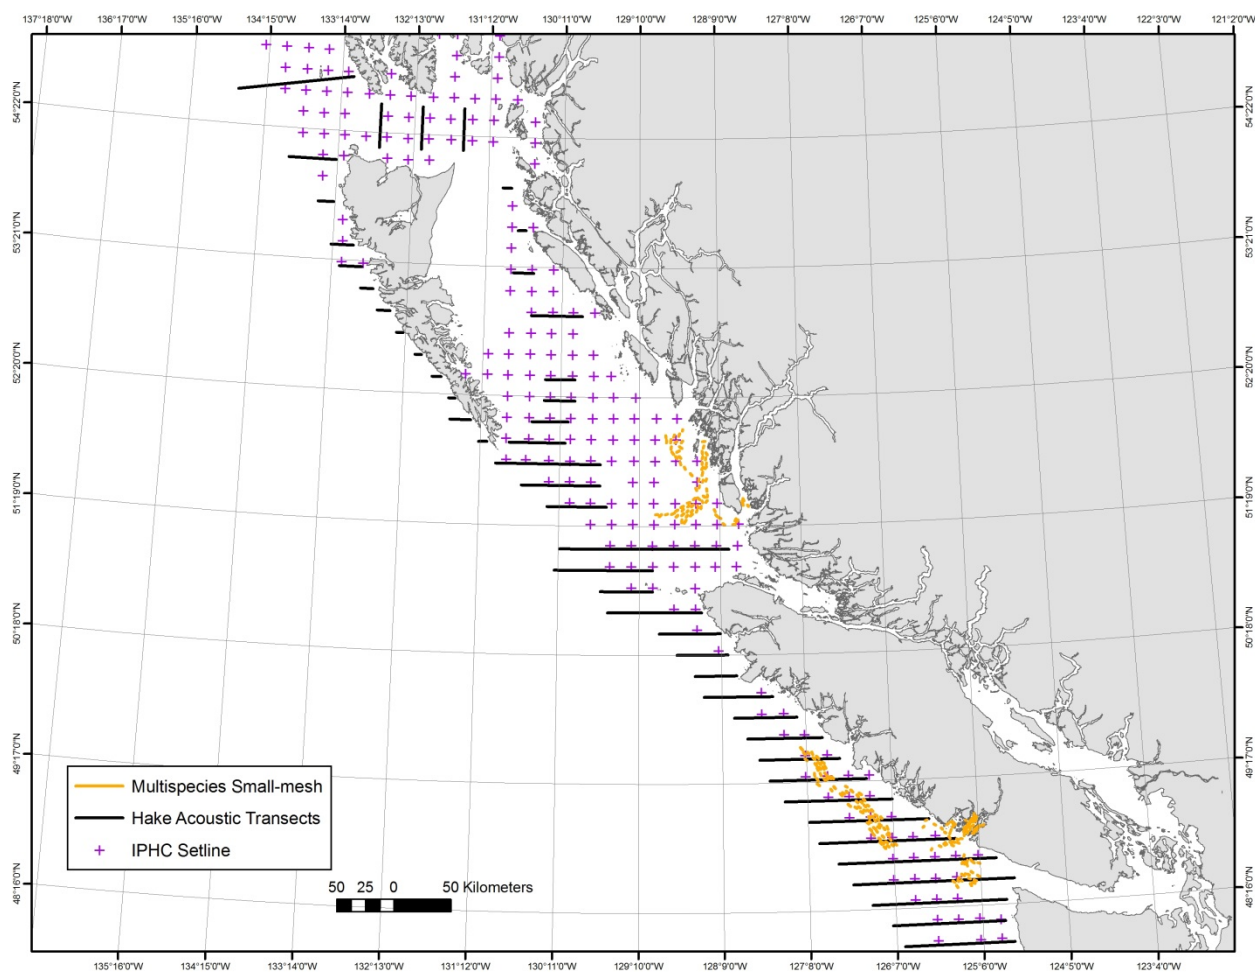 137°18'0"W 136°17'0"W 135°16'0"W 134°15'0"W 133°14'0"W 132°13'0"W 131°12'0"W 130°11'0"W 129°10'0"W 128°9'0"W 127°8'0"W 126°7'0"W 125°6'0"W 124°5'0"W 123°4'0"W 122°3'0"W 121°2'0"W
54°22'0"N 54°22'0"N
53°21'0"N 53°21'0"N
52°20'0"N 52°20'0"N
51°19'0"N 51°19'0"N
50°18'0"N 50°18'0"N
49°17'0"N 49°17'0"N
Multispecies Small-mesh
Hake Acoustic Transects
IPHC Setline
48°16'0"N 48°16'0"N
50 25 0 50 Kilometers
135°16'0"W 134°15'0"W 133°14'0"W 132°13'0"W 131°12'0"W 130°11'0"W 129°10'0"W 128°9'0"W 127°8'0"W 126°7'0"W 125°6'0"W 124°5'0"W 123°4'0"W